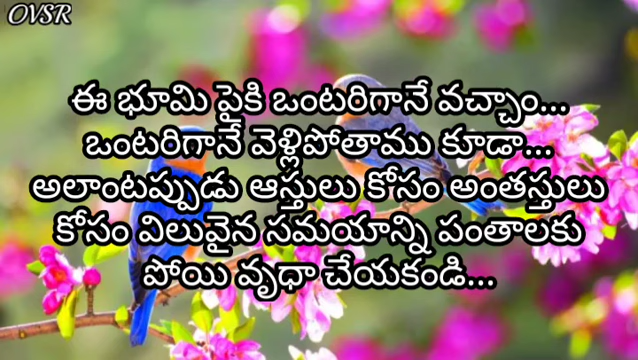 OVSR
ఈ భూమి పైకి ఒంటరిగానే వచ్చాం...
ఒంటరిగానే వెళ్లిపోతాము కూడా...
అలాంటప్పుడు ఆస్తులు కోసం అంతస్తులు
కోసం విలువైన సమయాన్ని పంతాలకు
పోయి వృధా చేయకండి...